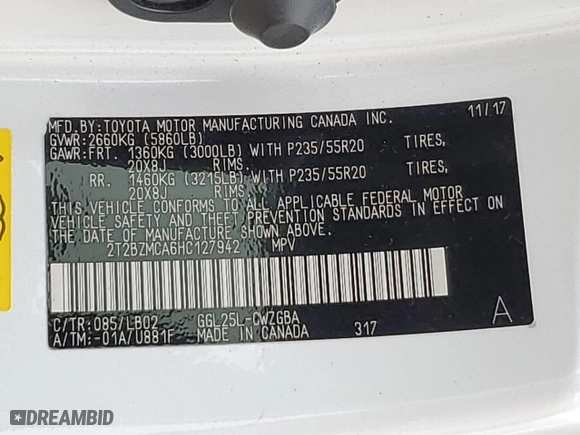 MFD.BY:TOYOTA MOTOR MANUFACTURING CANADA INC. 11/17
GVWR:2660KG (5860LB)
GAWR:FRT. 1360KG (3000LB) WITH P235/55R20 TIRES,
20X8J RIMS,
RR. 1460KG (3215LB) WITH P235/55R20 TIRES,
20X8J RIMS
THIS VEHICLE CONFORMS TO ALL APPLICABLE FEDERAL MOTOR
VEHICLE SAFETY AND THEFT PREVENTION STANDARDS IN EFFECT ON
THE DATE OF MANUFACTURE SHOWN ABOVE.
2T2BZMCA6HC127942 MPV
C/TR:085/LB02 GGL25L-CWZGBA
A/TM:-01A/U881F MADE IN CANADA 317 A
DREAMBID